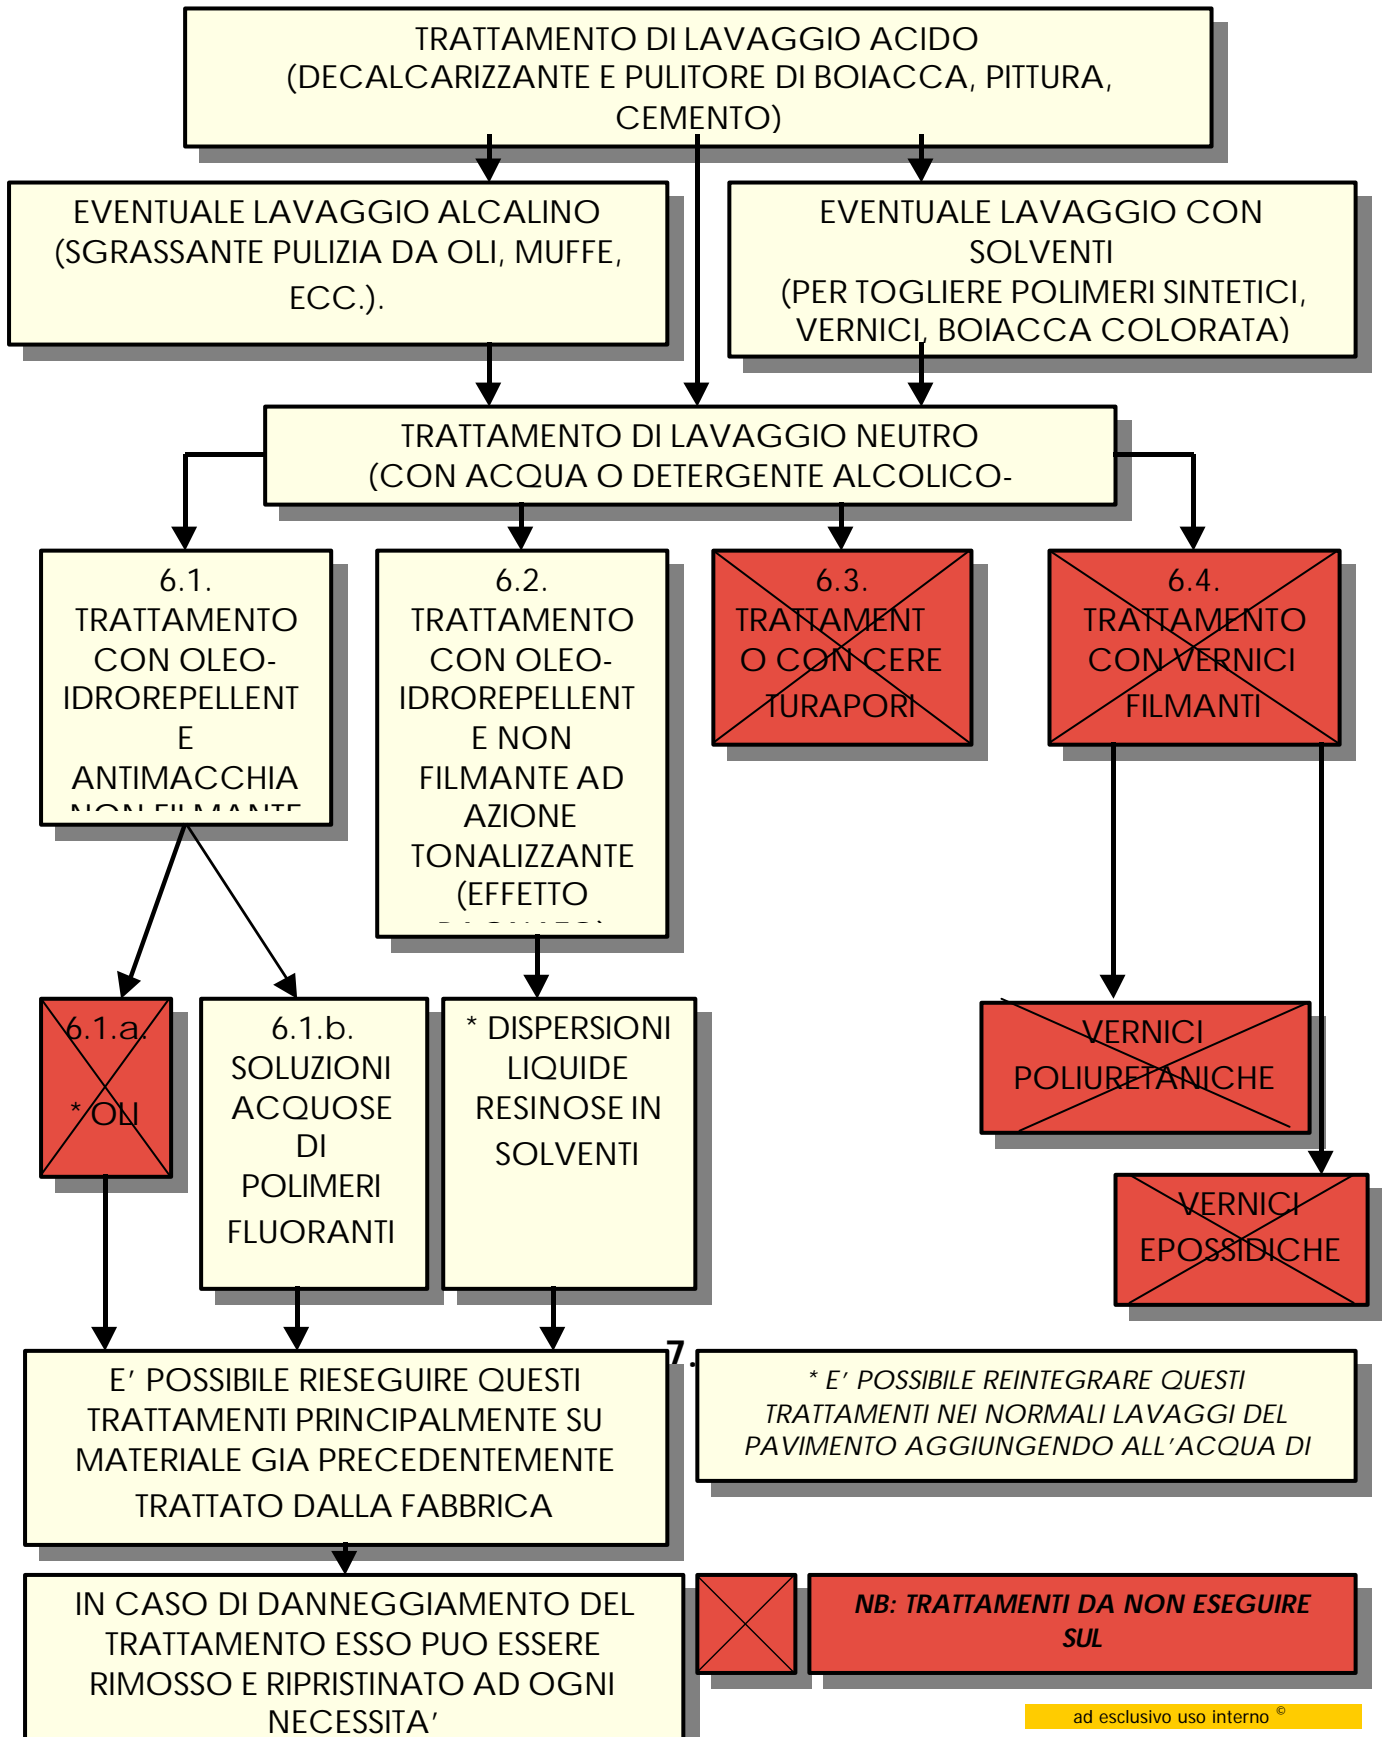 TRATTAMENTO DI LAVAGGIO ACIDO
(DECALCARIZZANTE E PULITORE DI BOIACCA, PITTURA,
CEMENTO)
EVENTUALE LAVAGGIO ALCALINO
(SGRASSANTE PULIZIA DA OLI, MUFFE,
ECC.).
EVENTUALE LAVAGGIO CON
SOLVENTI
(PER TOGLIERE POLIMERI SINTETICI,
VERNICI, BOIACCA COLORATA)
TRATTAMENTO DI LAVAGGIO NEUTRO
(CON ACQUA O DETERGENTE ALCOLICO-
6.1.
TRATTAMENTO
CON OLEO-
IDROREPELLENT
E
ANTIMACCHIA
NON FILMANTE
6.2.
TRATTAMENTO
CON OLEO-
IDROREPELLENT
E NON
FILMANTE AD
AZIONE
TONALIZZANTE
(EFFETTO
6.3.
TRATTAMENT
O CON CERE
TURAPORI
6.4.
TRATTAMENTO
CON VERNICI
FILMANTI
6.1.a.
* OLI
6.1.b.
SOLUZIONI
ACQUOSE
DI
POLIMERI
FLUORANTI
* DISPERSIONI
LIQUIDE
RESINOSE IN
SOLVENTI
VERNICI
POLIURETANICHE
VERNICI
EPOSSIDICHE
7.
E' POSSIBILE RIESEGUIRE QUESTI
TRATTAMENTI PRINCIPALMENTE SU
MATERIALE GIA PRECEDENTEMENTE
TRATTATO DALLA FABBRICA
* E' POSSIBILE REINTEGRARE QUESTI
TRATTAMENTI NEI NORMALI LAVAGGI DEL
PAVIMENTO AGGIUNGENDO ALL'ACQUA DI
IN CASO DI DANNEGGIAMENTO DEL
TRATTAMENTO ESSO PUO ESSERE
RIMOSSO E RIPRISTINATO AD OGNI
NECESSITA'
NB: TRATTAMENTI DA NON ESEGUIRE
SUL
ad esclusivo uso interno ©